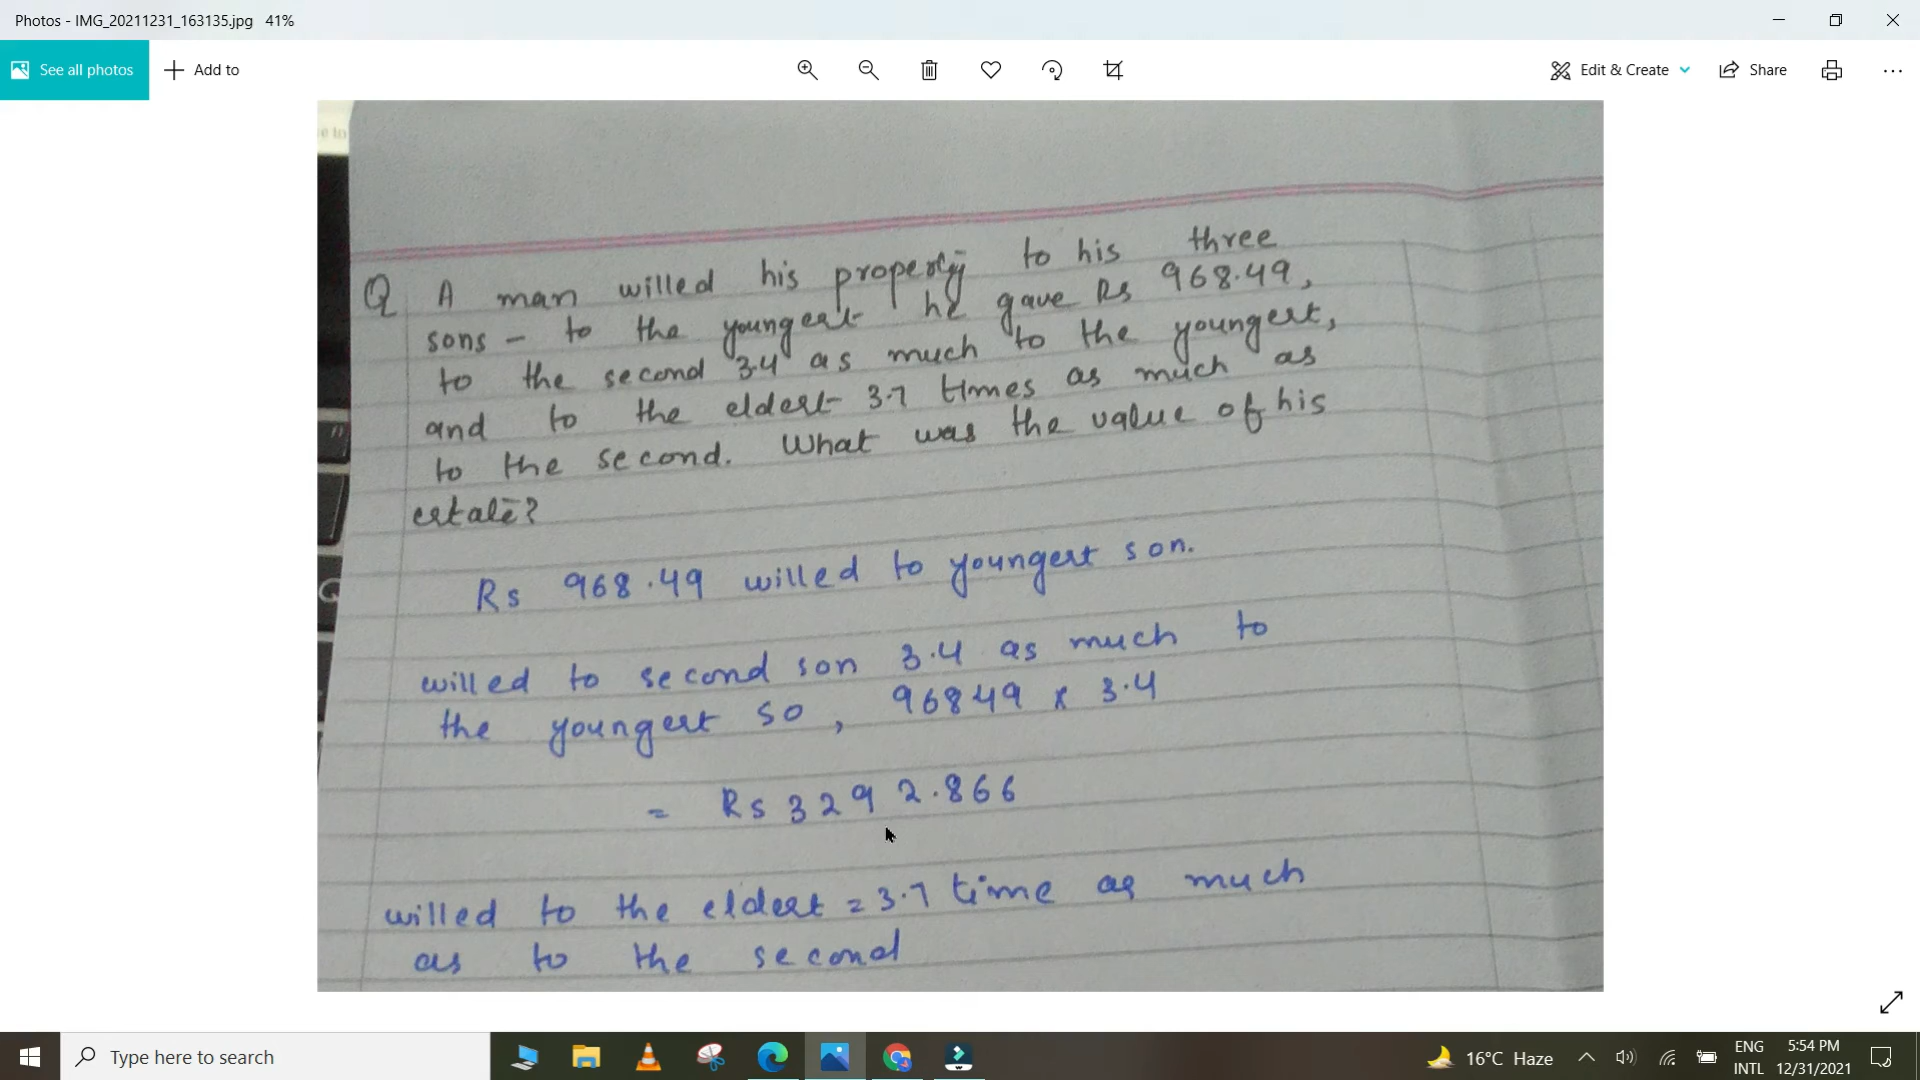 Photos - IMG_20211231_163135.jpg 41%
See all photos
Add to
Edit & Create
Share
e to
Q A man willed his property to his three
sons - to the youngest he gave Rs 968.49,
to the second 3.4 as much to the youngest,
and to the eldest 3.7 times as much as
to the second. What was the value of his
estate?
Rs 968.49 willed to youngest son.
willed to second son 3.4 as much to
the youngest so, 96849 x 3.4
= Rs 3292.866
willed to the eldest = 3.7 time as much
as to the second
Type here to search
16°C Haze
ENG
INTL
5:54 PM
12/31/2021